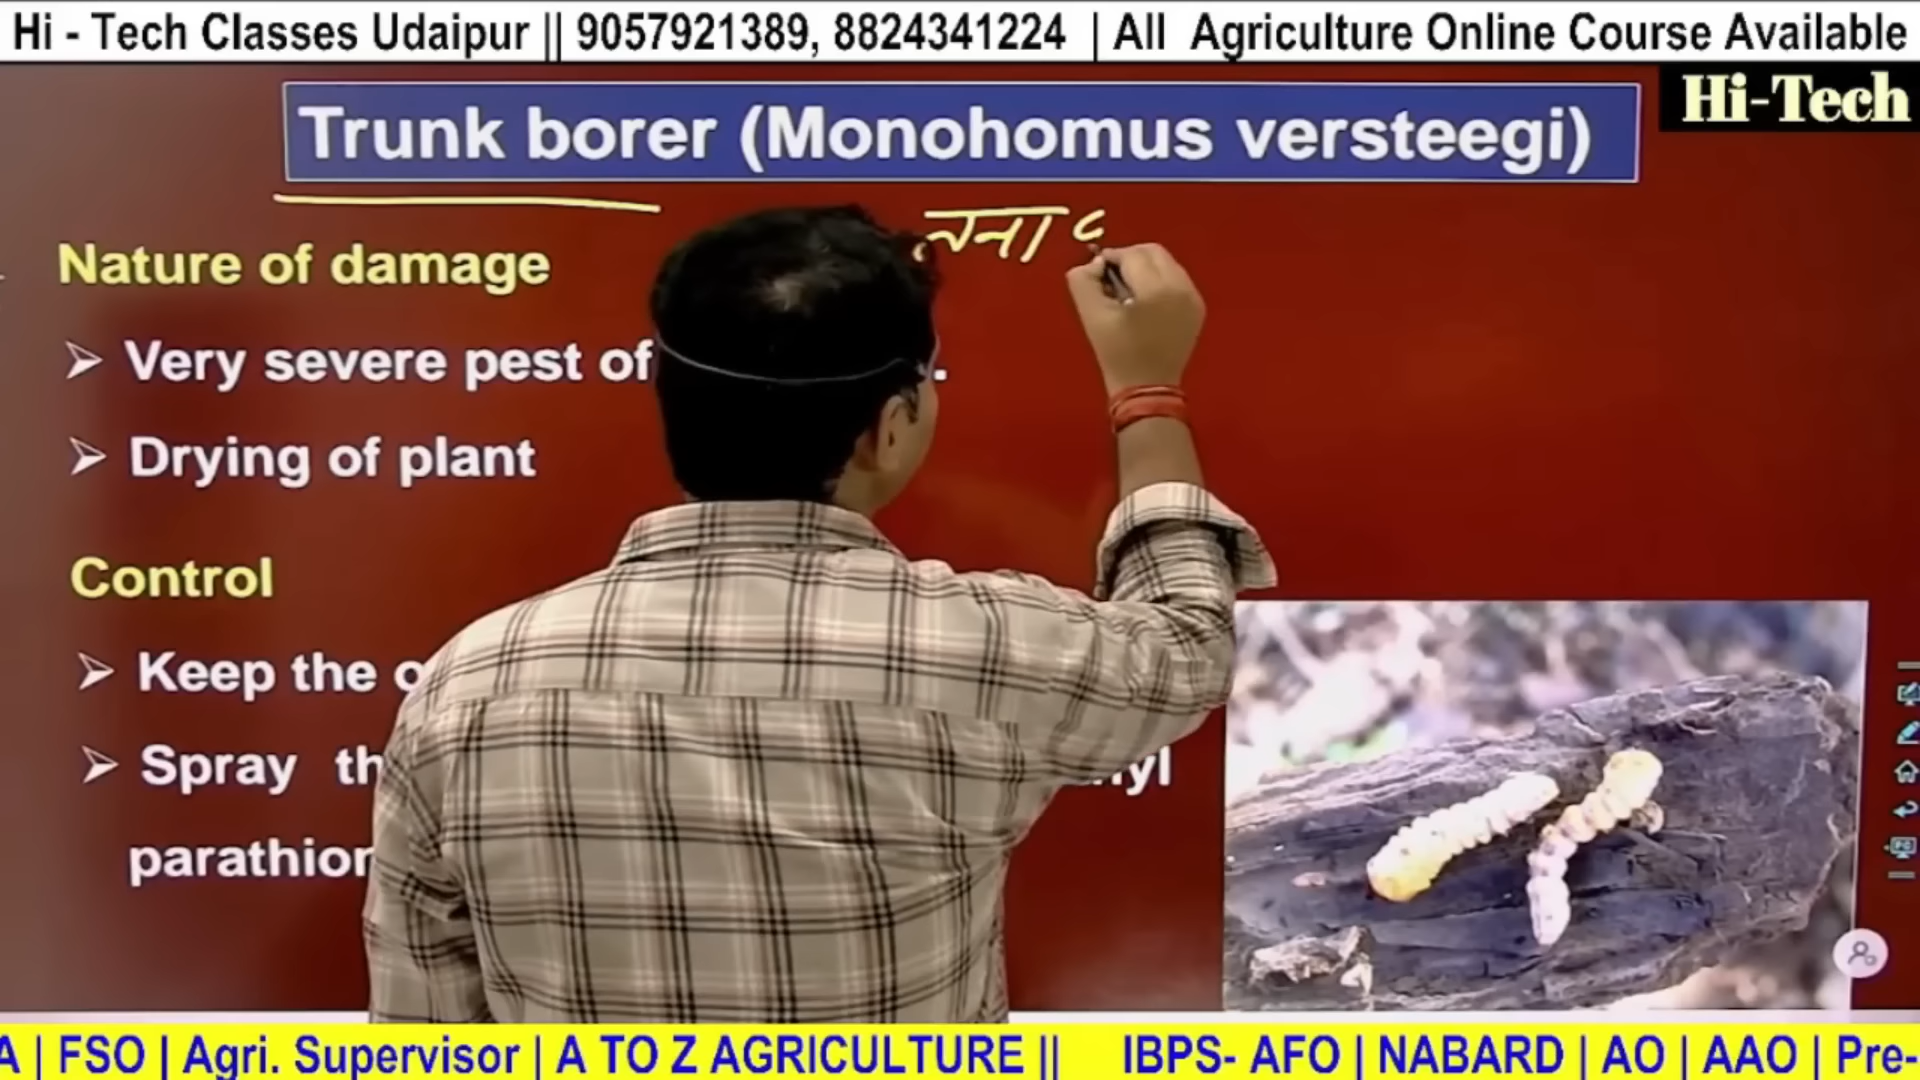 Hi - Tech Classes Udaipur || 9057921389, 8824341224 | All Agriculture Online Course Available
Hi-Tech
Trunk borer (Monohomus versteegi)
तना
Nature of damage
➢ Very severe pest of .
➢ Drying of plant
Control
➢ Keep the
➢ Spray
| FSO | Agri. Supervisor | A TO Z AGRICULTURE || IBPS- AFO | NABARD | AO | AAO | Pre-